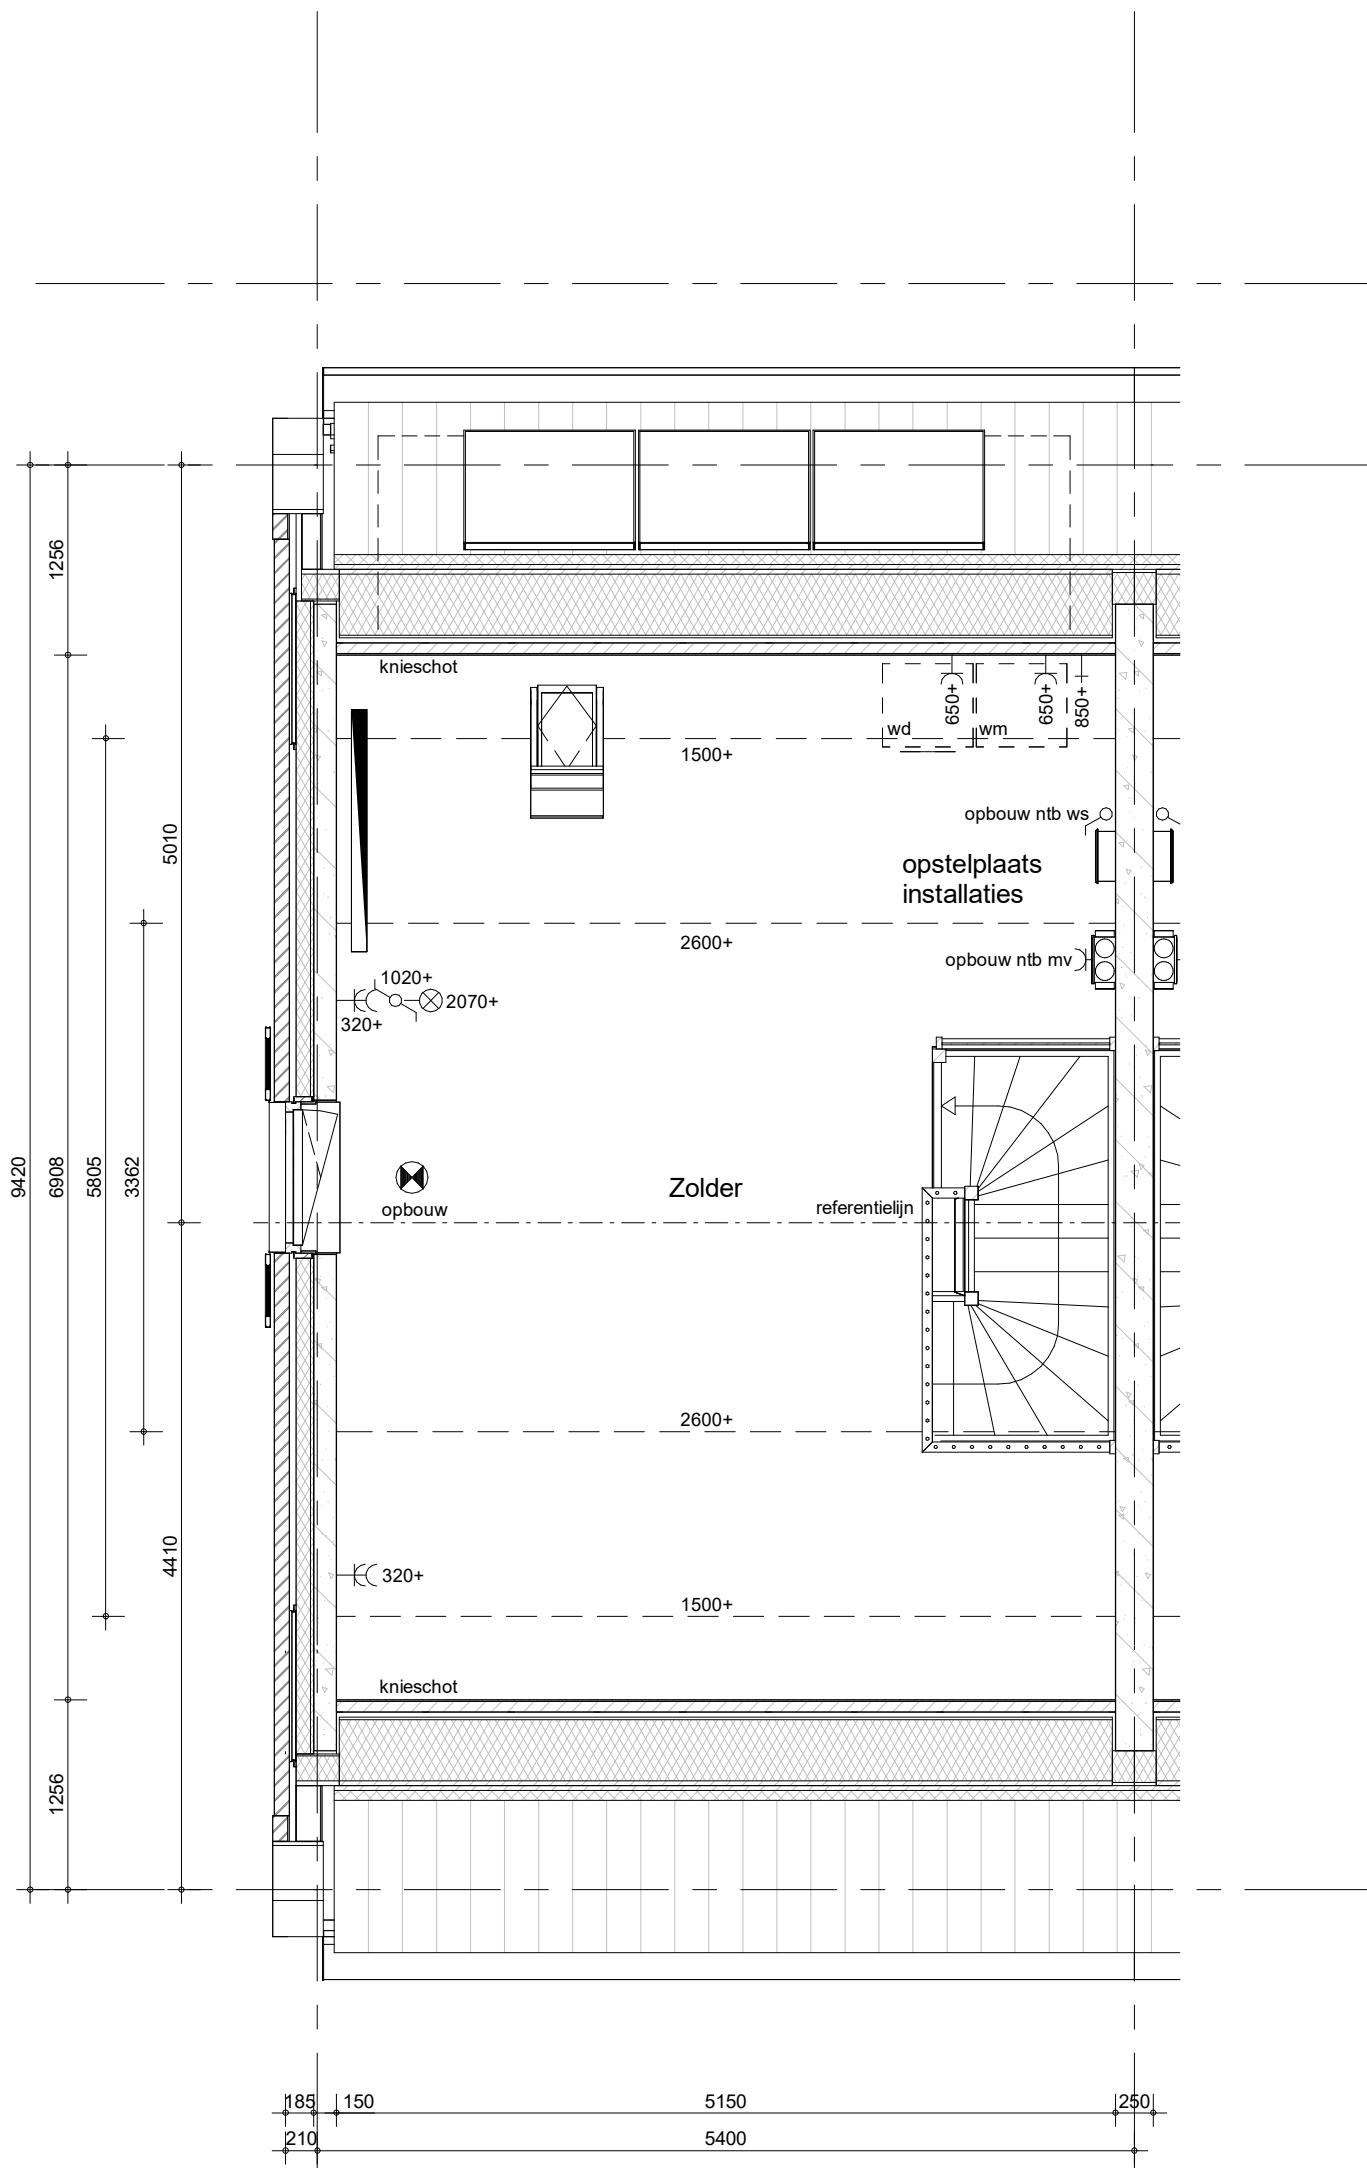 1256
knieschot
650+
650+
850+
wd
wm
1500+
opbouw ntb ws
5010
opstelplaats
installaties
2600+
opbouw ntb mv
1020+
2070+
320+
9420
6908
5805
3362
Zolder
opbouw
referentielijn
2600+
4410
320+
1500+
knieschot
1256
185
150
5150
250
210
5400